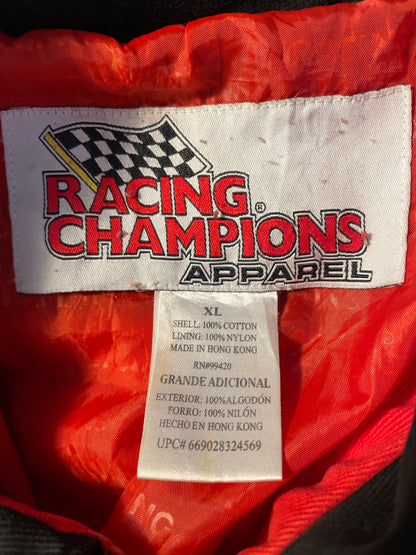 RACING®
CHAMPIONS
APPAREL
XL
SHELL: 100% COTTON
LINING: 100% NYLON
MADE IN HONG KONG
RN#99420
GRANDE ADICIONAL
EXTERIOR: 100%ALGODÓN
FORRO: 100% NILÓN
HECHO EN HONG KONG
UPC# 669028324569